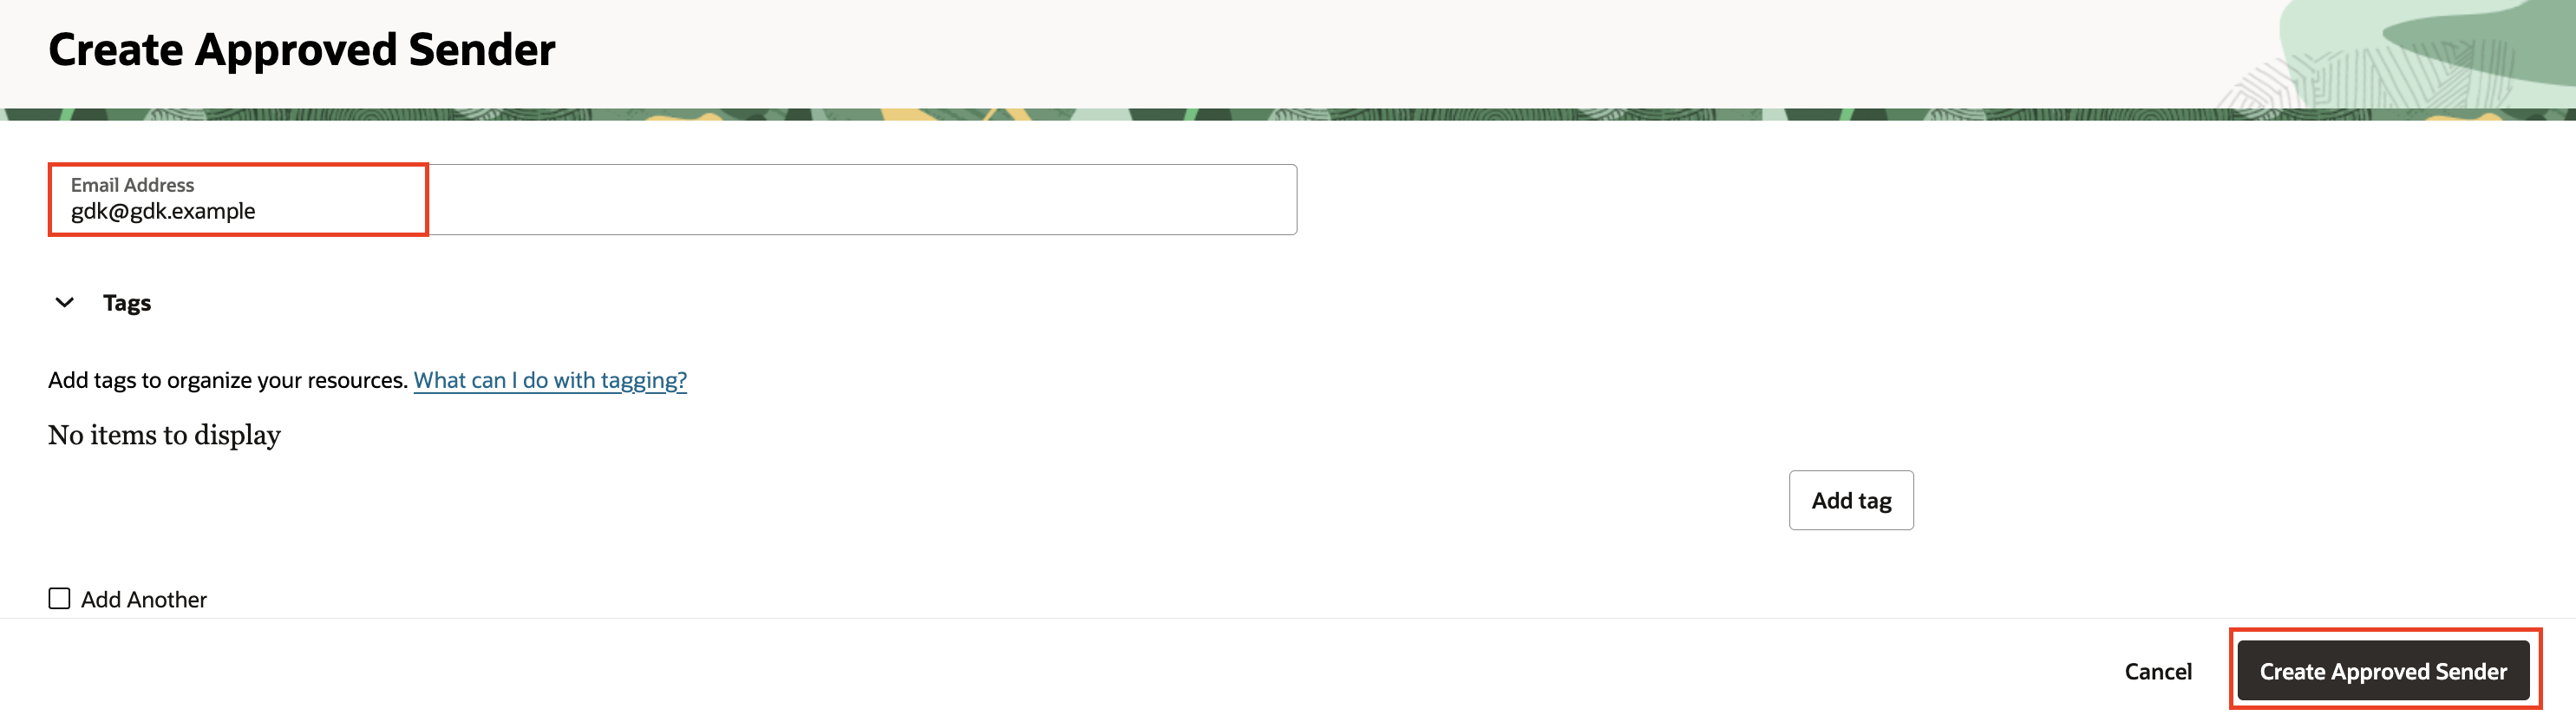 Create Approved Sender
Email Address
gdk@gdk.example
Tags
Add tags to organize your resources. What can I do with tagging?
No items to display
Add tag
Add Another
Cancel
Create Approved Sender